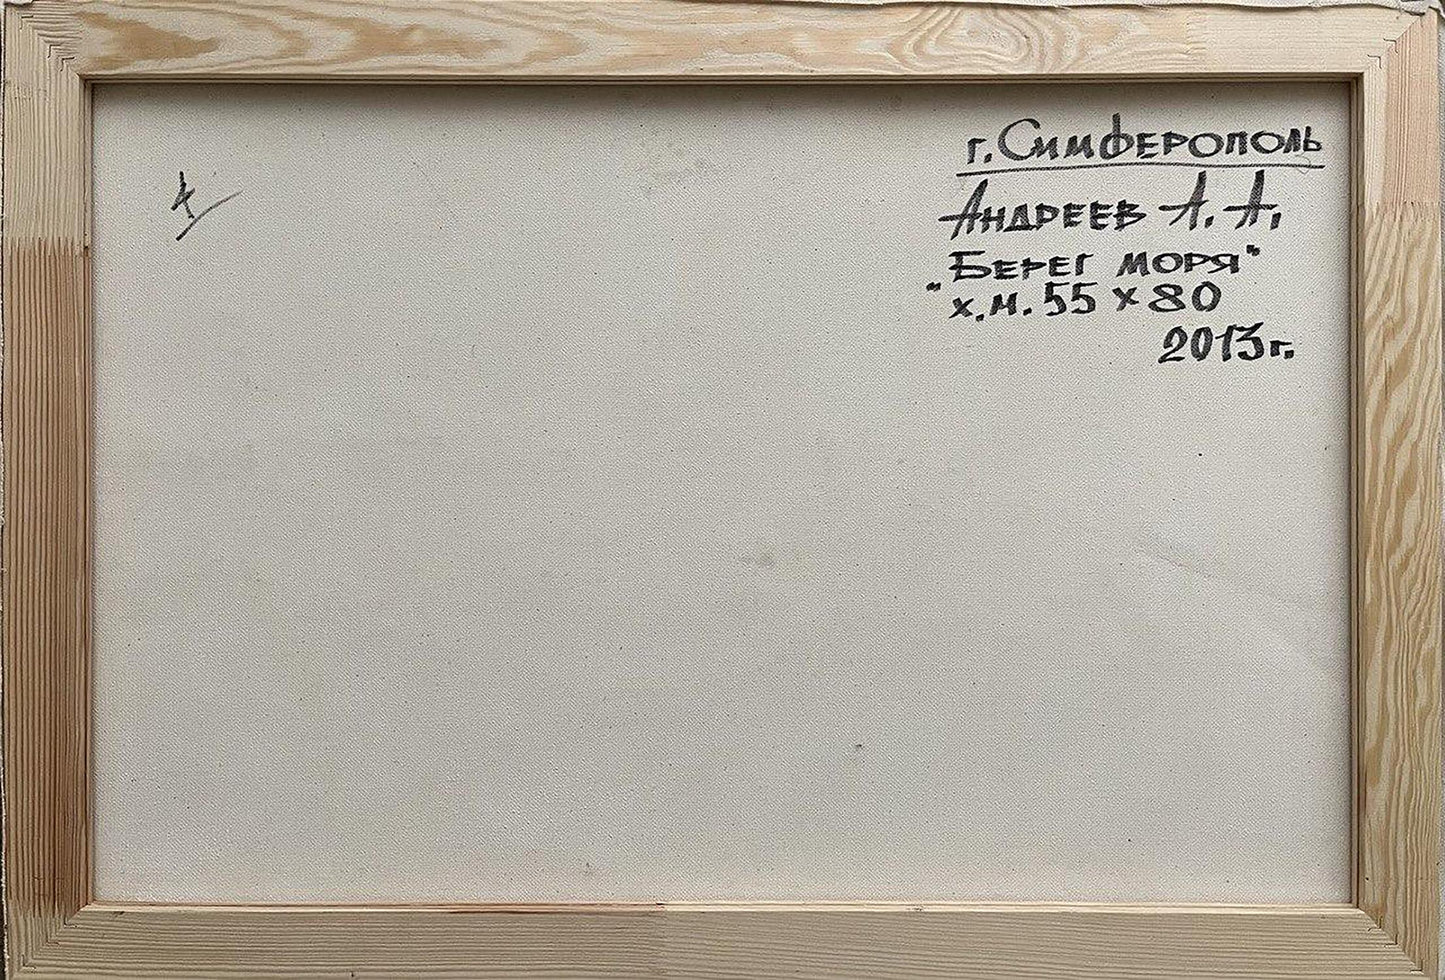 г. Симферополь
Андреев А. А.
"Берег моря"
х.м. 55 х 80
2013г.